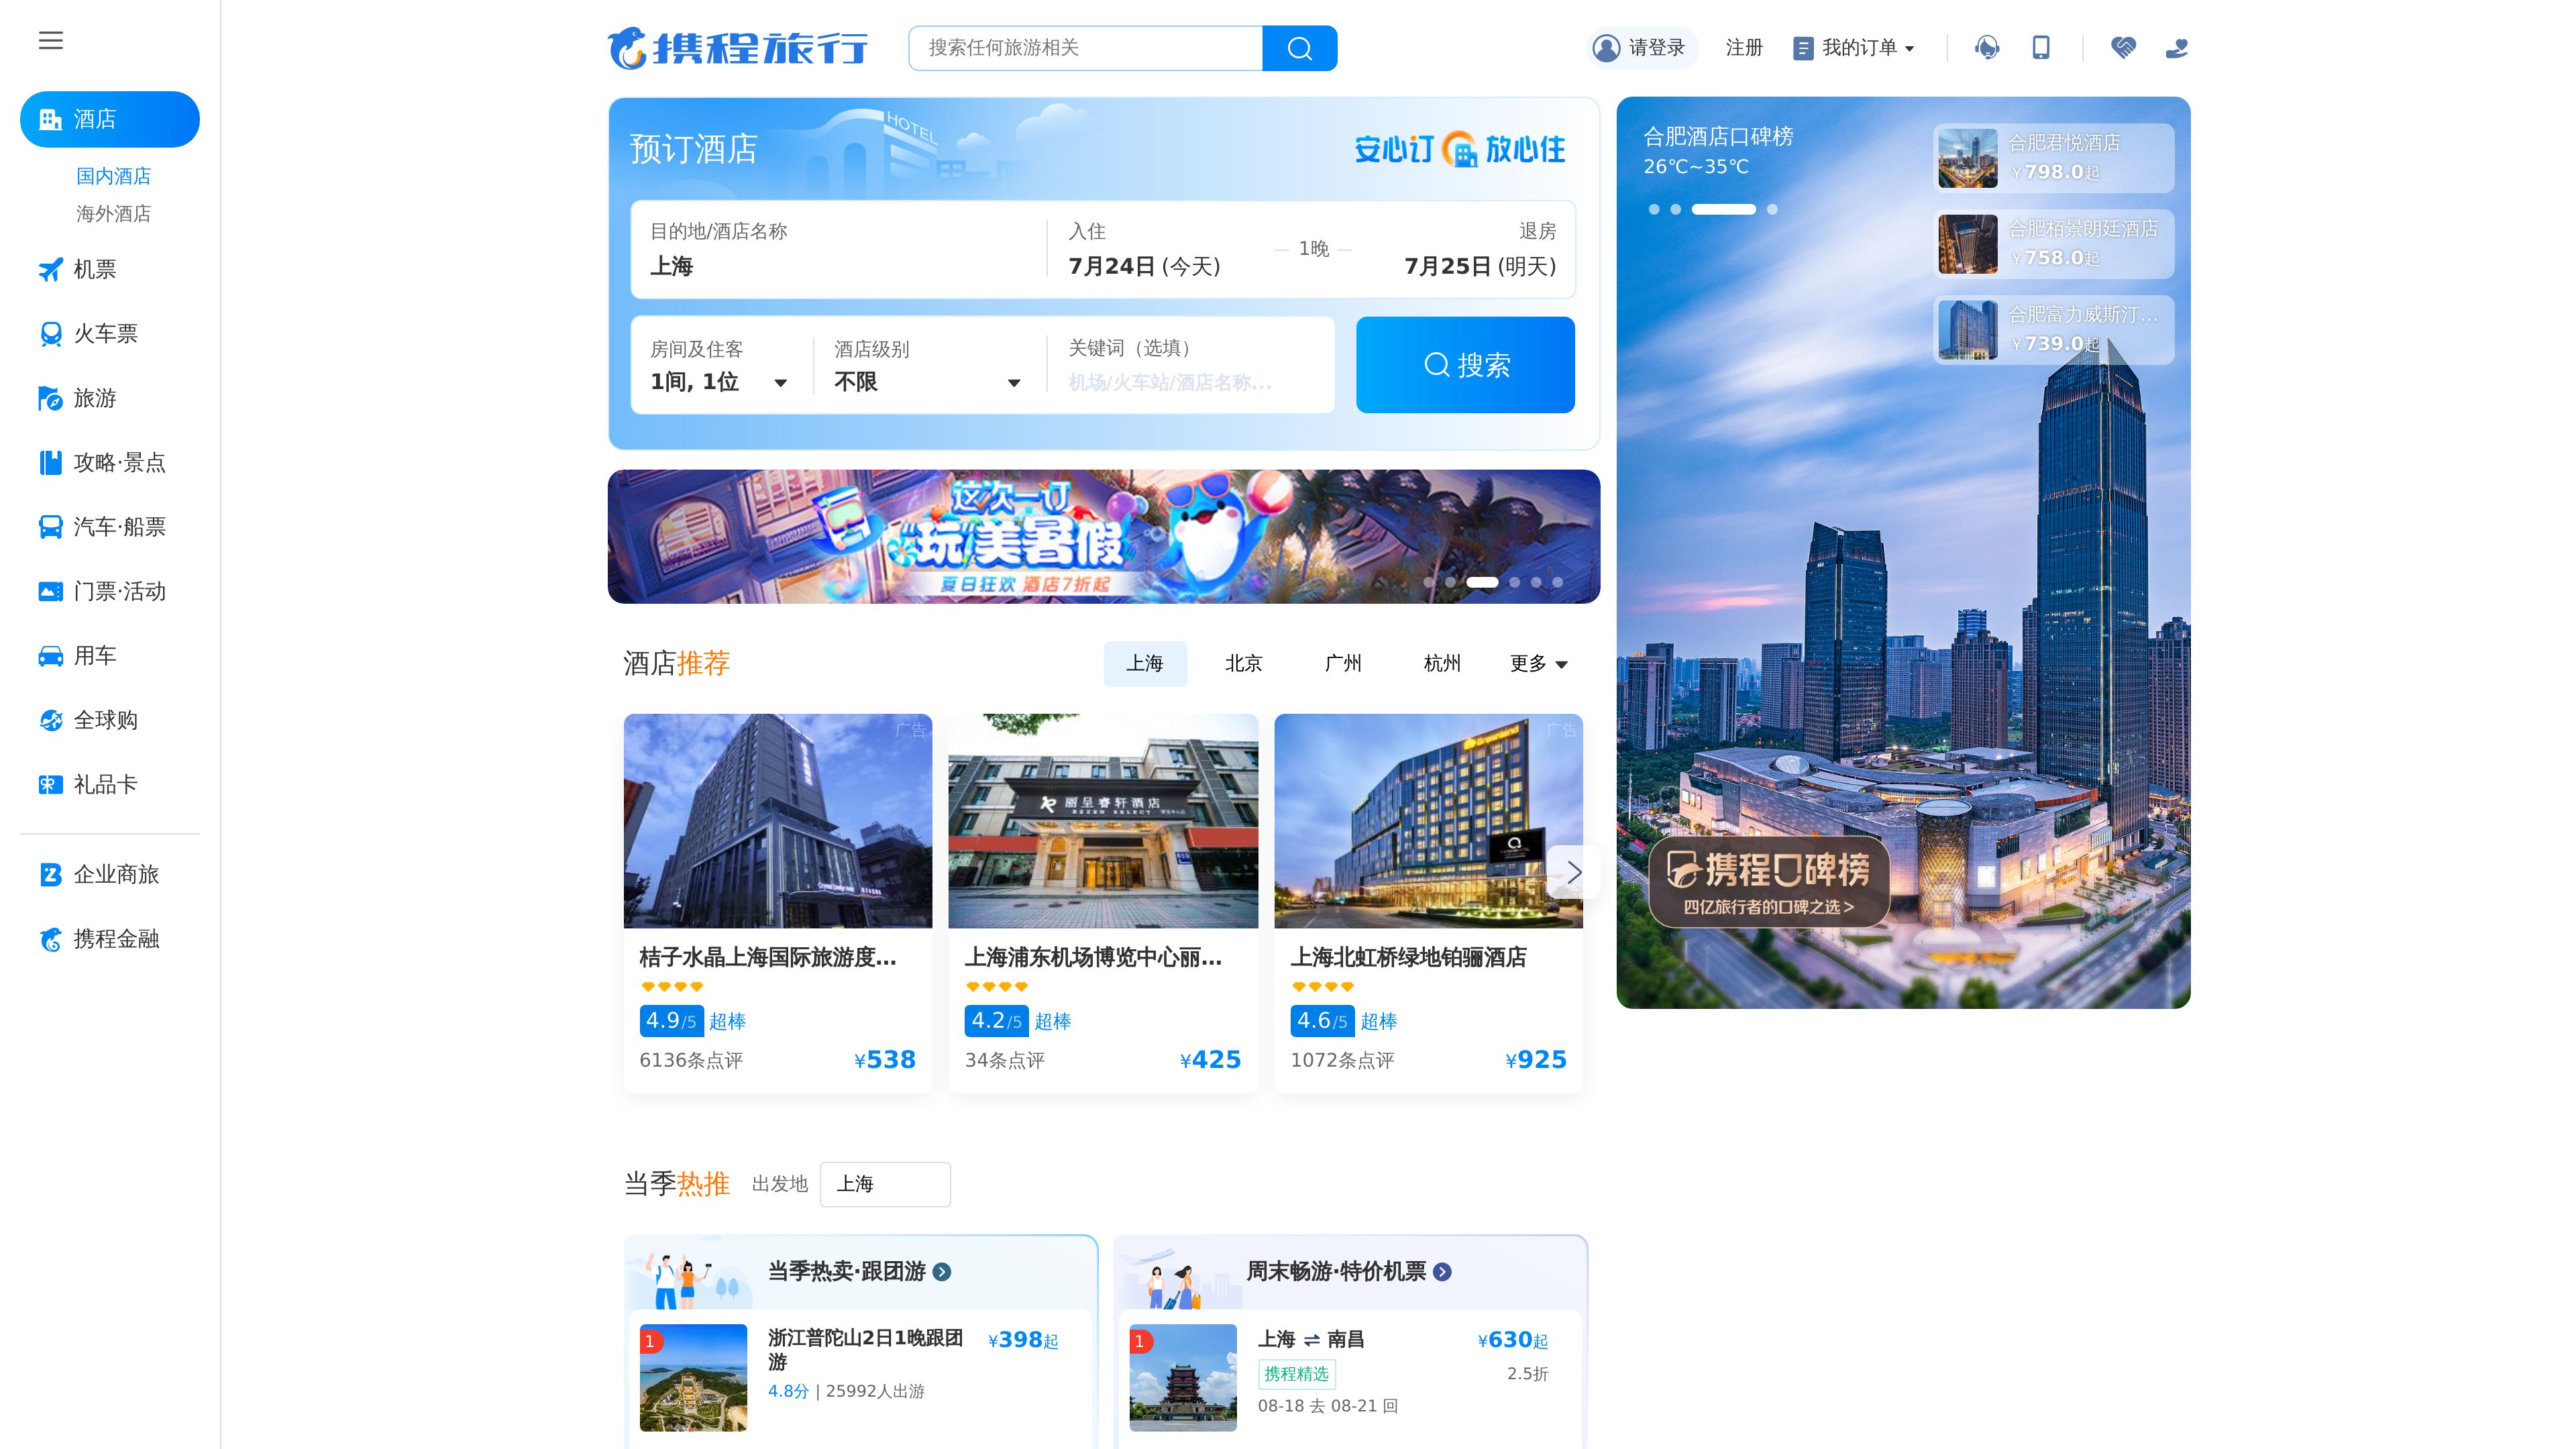 携程旅行
搜索任何旅游相关
请登录
注册
我的订单
酒店
国内酒店
海外酒店
机票
火车票
旅游
攻略·景点
汽车·船票
门票·活动
用车
全球购
礼品卡
企业商旅
携程金融
预订酒店
HOTEL
安心订 放心住
目的地/酒店名称
上海
入住
7月24日 (今天)
1晚
退房
7月25日 (明天)
房间及住客
1间, 1位
酒店级别
不限
关键词（选填）
机场/火车站/酒店名称...
搜索
合肥酒店口碑榜
26℃~35℃
合肥君悦酒店
¥798.0起
合肥栢景朗廷酒店
¥758.0起
合肥富力威斯汀...
¥739.0起
携程口碑榜
四亿旅行者的口碑之选>
这次一订
“玩”美暑假
夏日狂欢 酒店7折起
酒店推荐
上海
北京
广州
杭州
更多
广告
桔子水晶上海国际旅游度...
4.9/5 超棒
6136条点评
¥538
丽呈睿轩酒店
REZEN SELECT
上海浦东机场博览中心丽...
4.2/5 超棒
34条点评
¥425
广告
Greenland
上海北虹桥绿地铂骊酒店
4.6/5 超棒
1072条点评
¥925
当季热推
出发地
上海
当季热卖·跟团游
1
浙江普陀山2日1晚跟团
游
¥398起
4.8分 | 25992人出游
周末畅游·特价机票
1
上海 ⇌ 南昌
¥630起
携程精选
2.5折
08-18 去 08-21 回